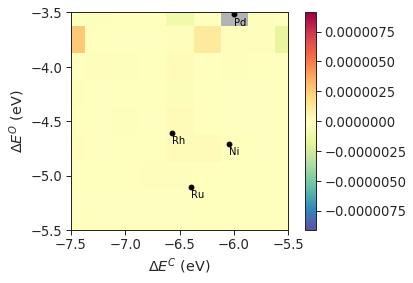 −3.5
−4.0
−4.5
−5.0
−5.5
ΔE^O (eV)
−7.5 −7.0 −6.5 −6.0 −5.5
ΔE^C (eV)
Pd
Rh
Ni
Ru
0.0000075
0.0000050
0.0000025
0.0000000
−0.0000025
−0.0000050
−0.0000075